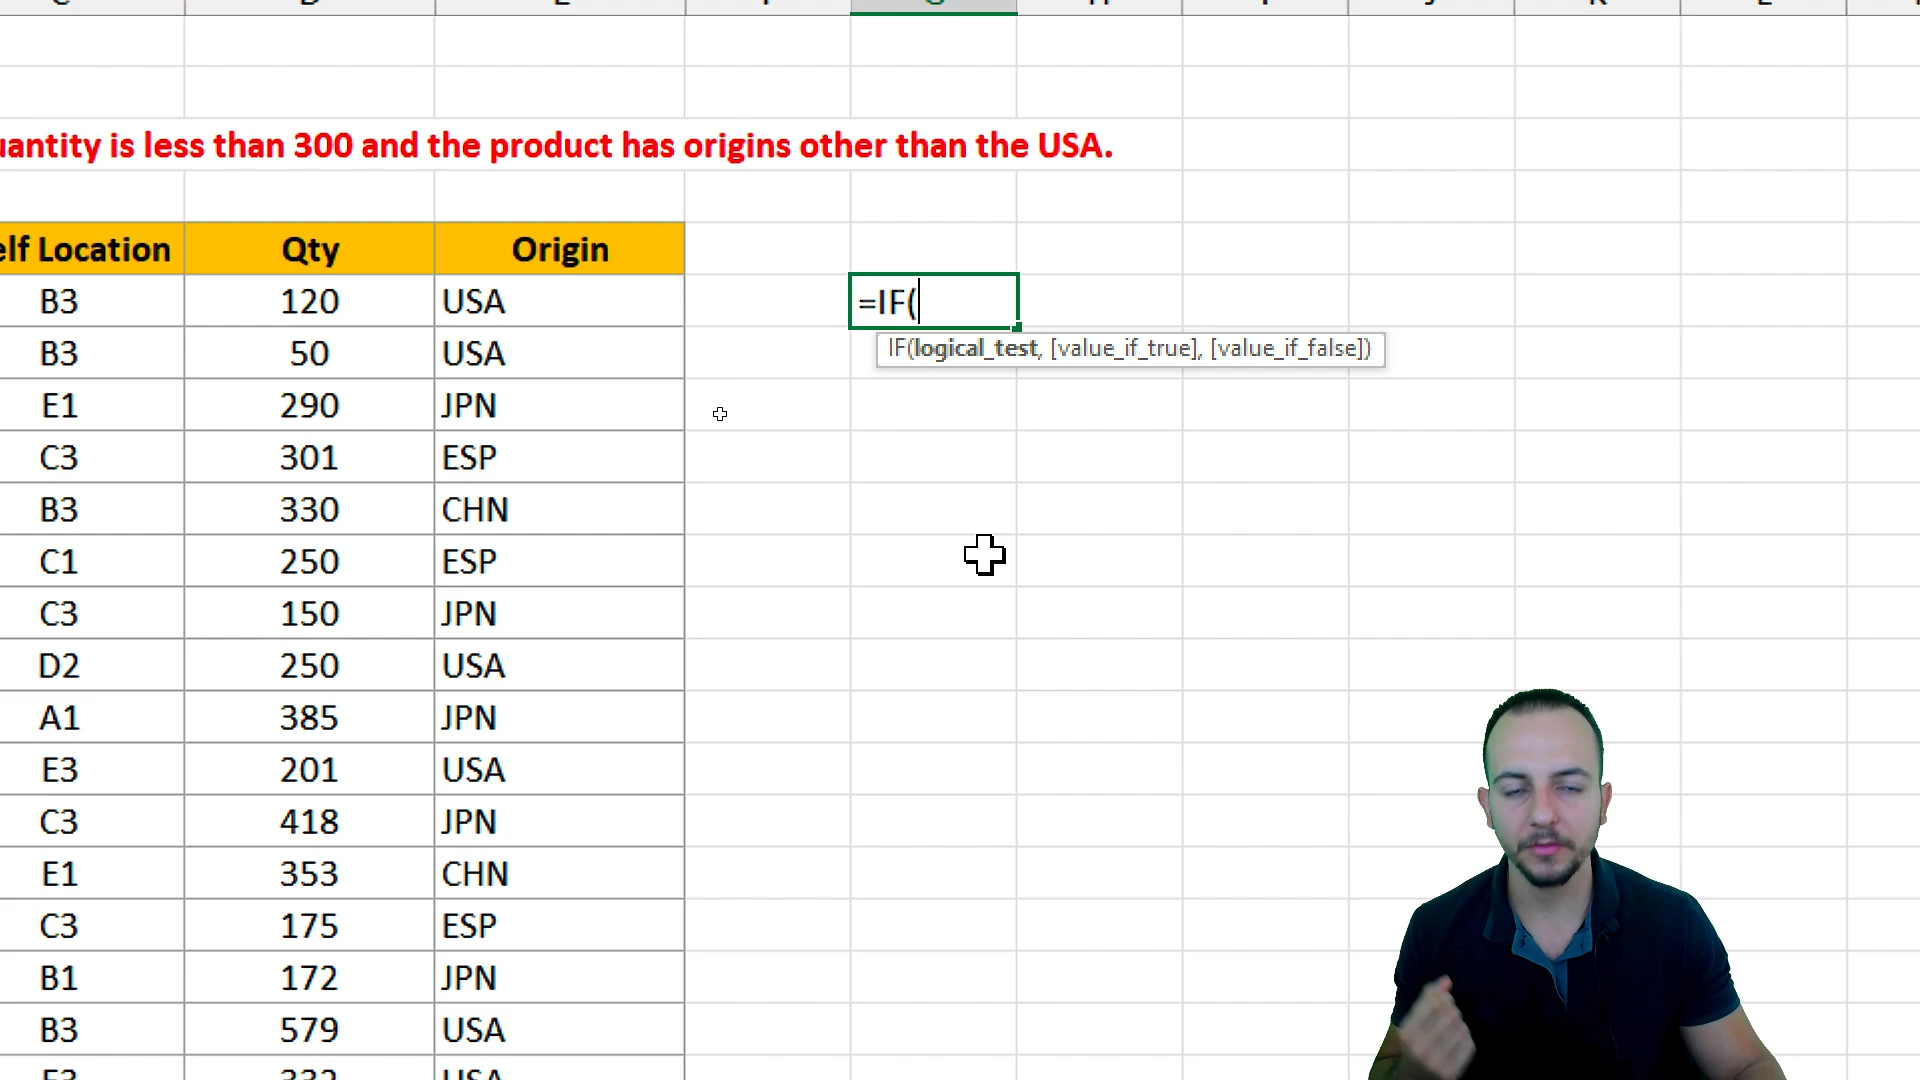 uantity is less than 300 and the product has origins other than the USA.
elf Location Qty Origin
B3 120 USA =IF(
IF(logical_test, [value_if_true], [value_if_false])
B3 50 USA
E1 290 JPN
C3 301 ESP
B3 330 CHN
C1 250 ESP
C3 150 JPN
D2 250 USA
A1 385 JPN
E3 201 USA
C3 418 JPN
E1 353 CHN
C3 175 ESP
B1 172 JPN
B3 579 USA